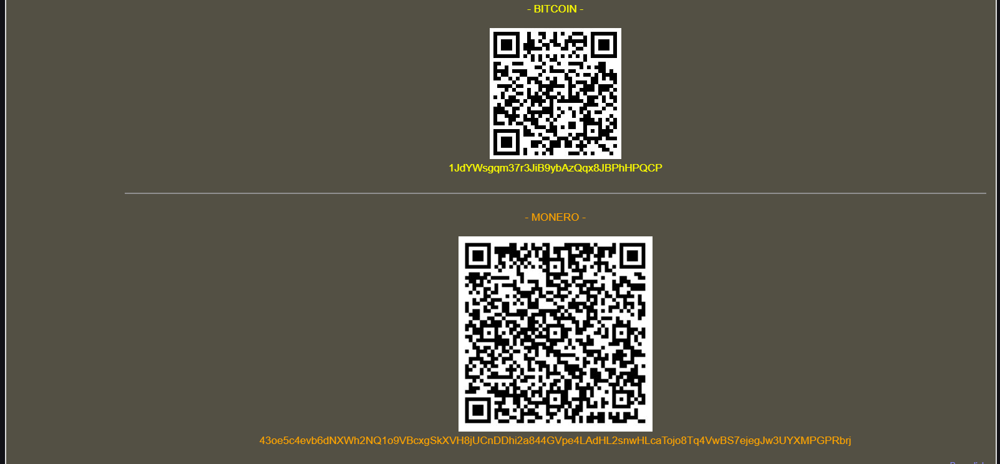 - BITCOIN -
1JdYWsgqm37r3JiB9ybAzQqx8JBPhHPQCP
- MONERO -
43oe5c4evb6dNXWh2NQ1o9VBcxgSkXVH8jUCnDDhi2a844GVpe4LAdHL2snwHLcaTojo8Tq4VwBS7ejegJw3UYXMPGPRbrj